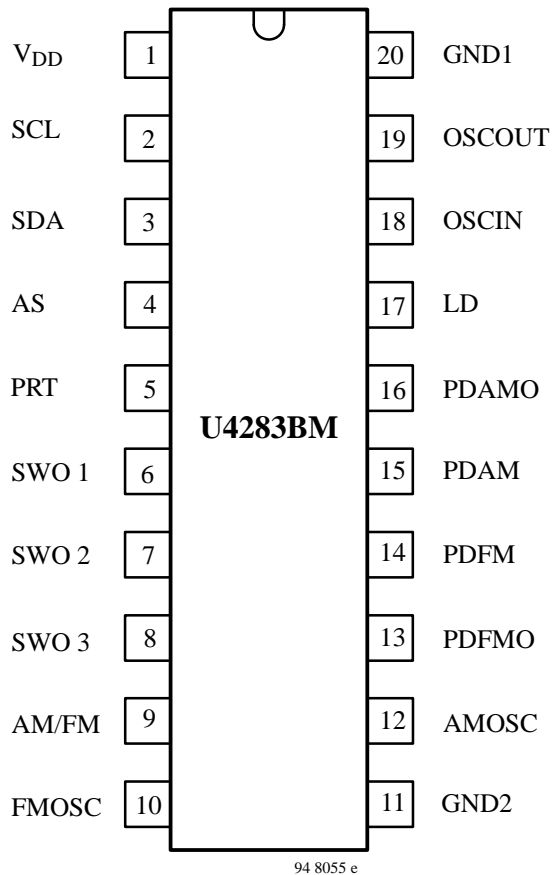 VDD 1 20 GND1
SCL 2 19 OSCOUT
SDA 3 18 OSCIN
AS 4 17 LD
PRT 5 16 PDAMO
U4283BM
SWO 1 6 15 PDAM
SWO 2 7 14 PDFM
SWO 3 8 13 PDFMO
AM/FM 9 12 AMOSC
FMOSC 10 11 GND2
94 8055 e